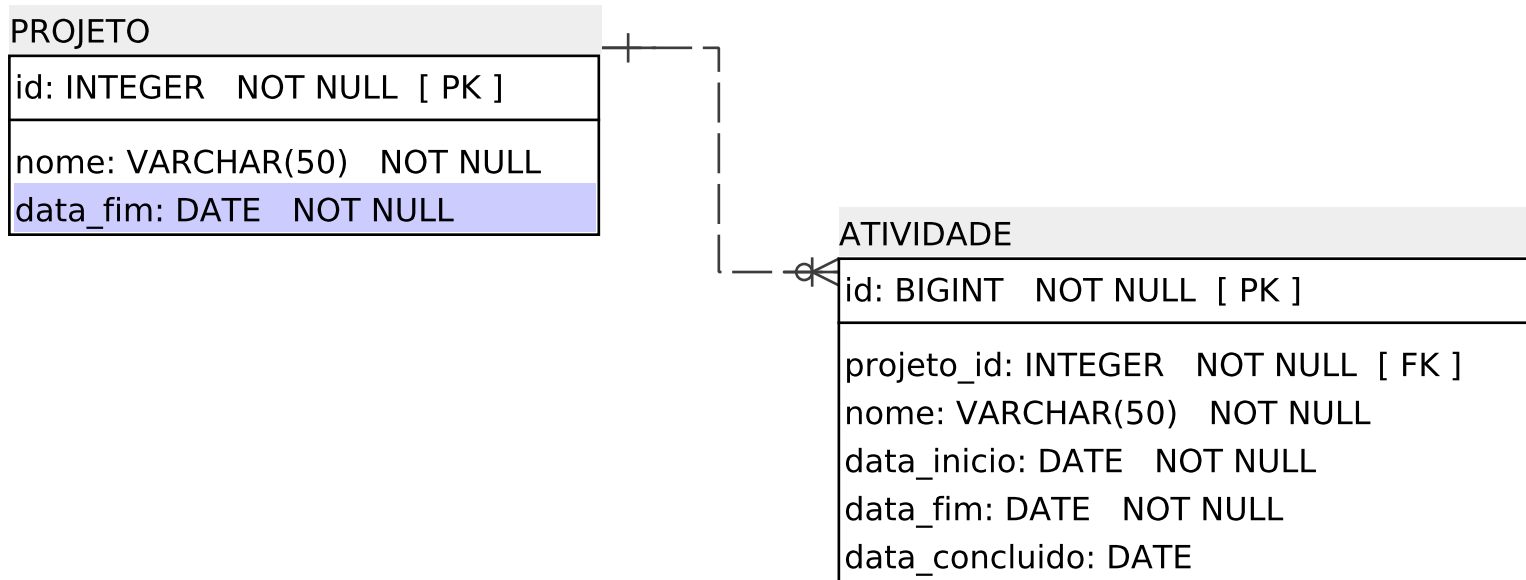 PROJETO
id: INTEGER NOT NULL [ PK ]
nome: VARCHAR(50) NOT NULL
data_fim: DATE NOT NULL
ATIVIDADE
id: BIGINT NOT NULL [ PK ]
projeto_id: INTEGER NOT NULL [ FK ]
nome: VARCHAR(50) NOT NULL
data_inicio: DATE NOT NULL
data_fim: DATE NOT NULL
data_concluido: DATE